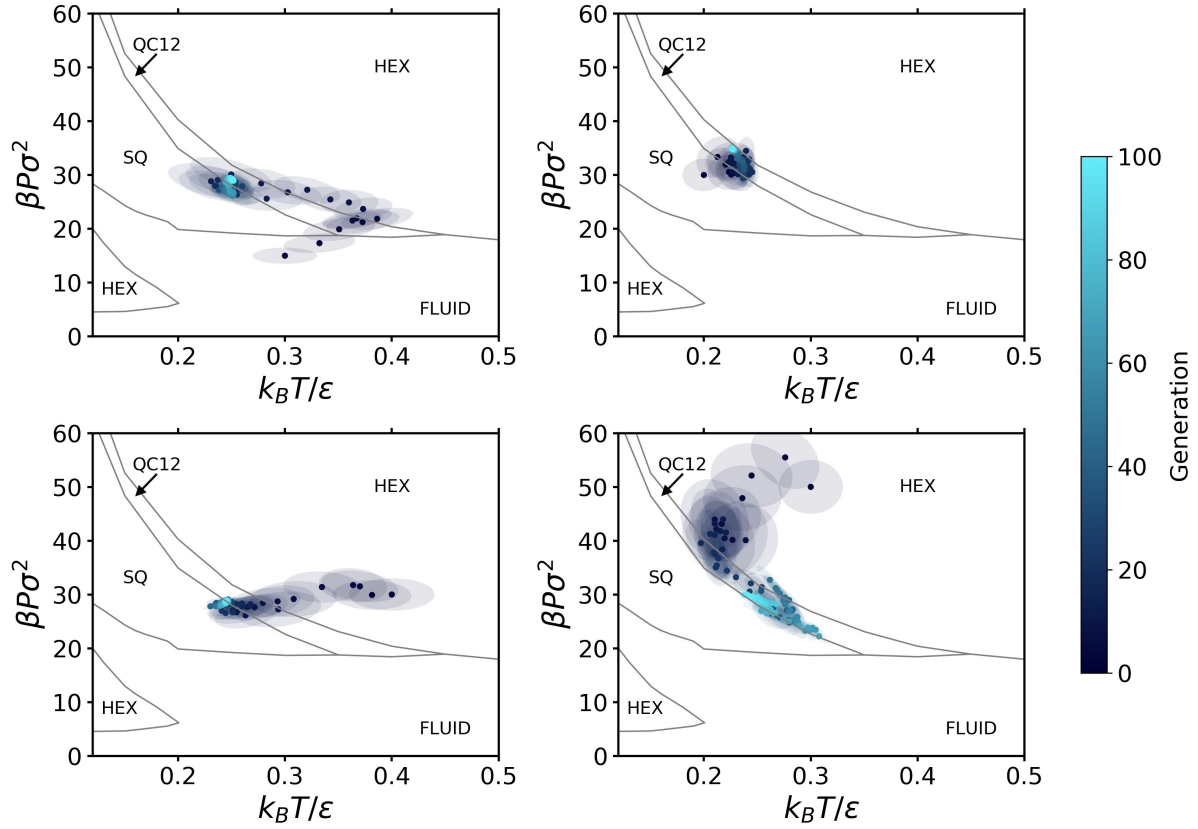 60
50
40
30
20
10
0
βPσ²
QC12
HEX
SQ
HEX
FLUID
0.2 0.3 0.4 0.5
k_BT/ε
60
50
40
30
20
10
0
βPσ²
QC12
HEX
SQ
HEX
FLUID
0.2 0.3 0.4 0.5
k_BT/ε
60
50
40
30
20
10
0
βPσ²
QC12
HEX
SQ
HEX
FLUID
0.2 0.3 0.4 0.5
k_BT/ε
60
50
40
30
20
10
0
βPσ²
QC12
HEX
SQ
HEX
FLUID
0.2 0.3 0.4 0.5
k_BT/ε
100
80
60
40
20
0
Generation